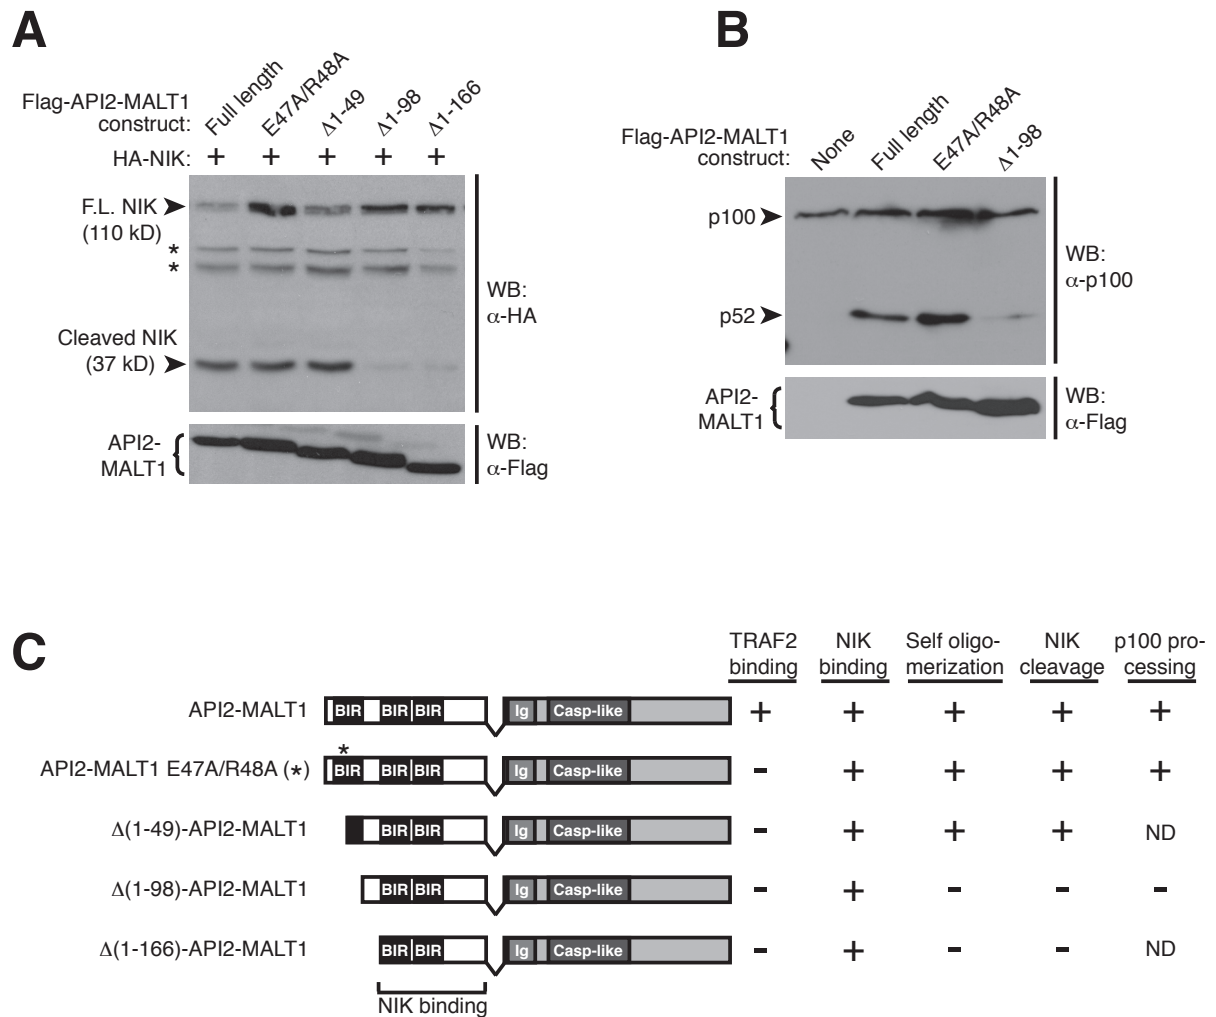 A
Flag-API2-MALT1
construct:
Full length
E47A/R48A
Δ1-49
Δ1-98
Δ1-166
HA-NIK: + + + + +
F.L. NIK
(110 kD)
*
*
Cleaved NIK
(37 kD)
WB:
α-HA
API2-
MALT1
WB:
α-Flag
B
Flag-API2-MALT1
construct:
None
Full length
E47A/R48A
Δ1-98
p100
p52
WB:
α-p100
API2-
MALT1
WB:
α-Flag
C
TRAF2 NIK Self oligo- NIK p100 pro-
binding binding merization cleavage cessing
API2-MALT1 BIR BIR BIR Ig Casp-like + + + + +
*
API2-MALT1 E47A/R48A (*) BIR BIR BIR Ig Casp-like - + + + +
Δ(1-49)-API2-MALT1 BIR BIR Ig Casp-like - + + + ND
Δ(1-98)-API2-MALT1 BIR BIR Ig Casp-like - + - - -
Δ(1-166)-API2-MALT1 BIR BIR Ig Casp-like - + - - ND
NIK binding